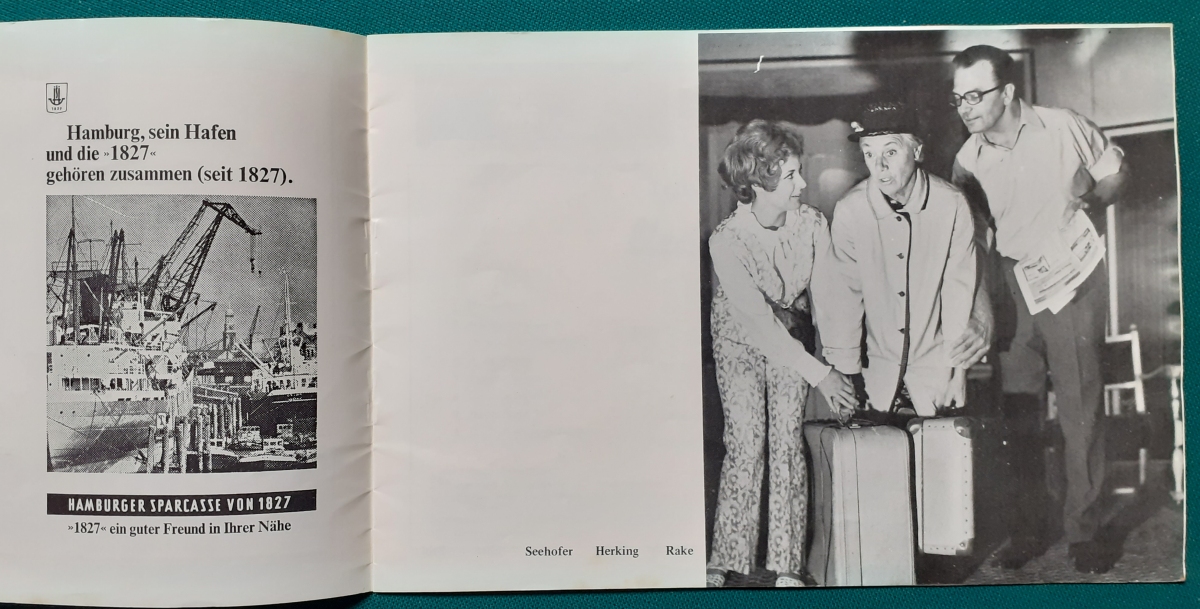 1827
Hamburg, sein Hafen
und die »1827«
gehören zusammen (seit 1827).
HAMBURGER SPARCASSE VON 1827
»1827« ein guter Freund in Ihrer Nähe
Seehofer Herking Rake